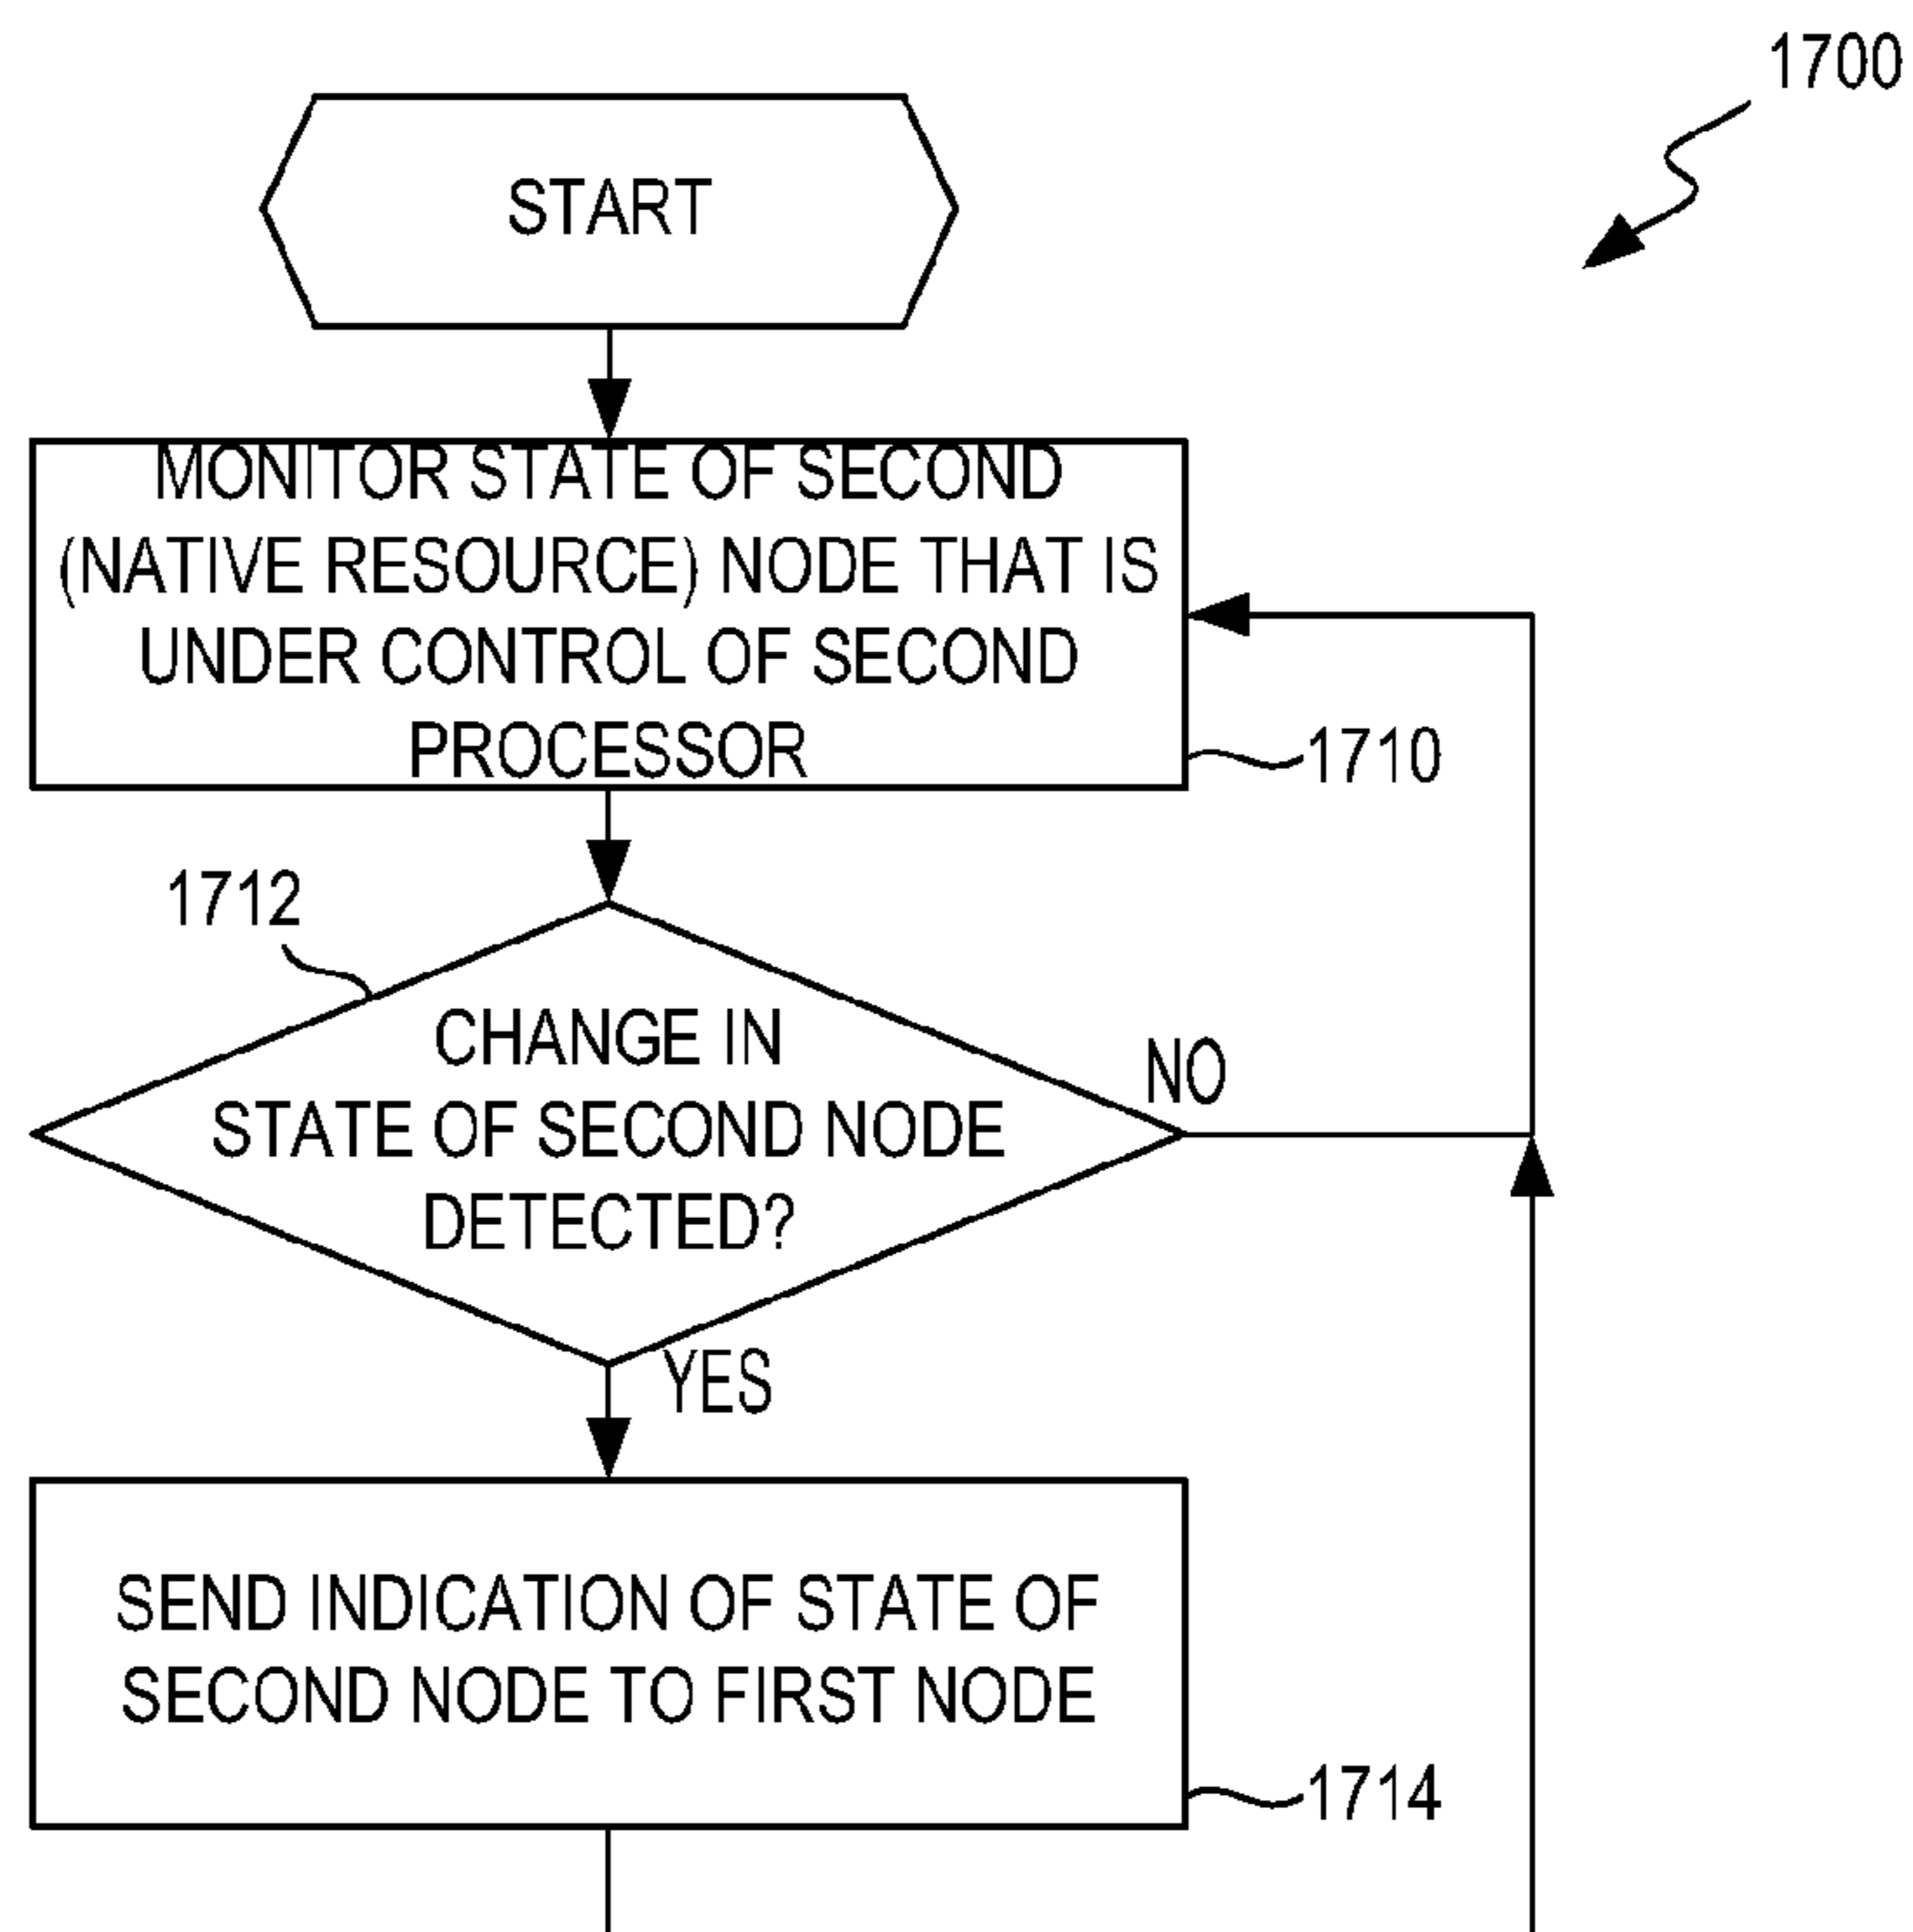 1700
START
MONITOR STATE OF SECOND
(NATIVE RESOURCE) NODE THAT IS
UNDER CONTROL OF SECOND
PROCESSOR
1710
1712
CHANGE IN
STATE OF SECOND NODE
DETECTED?
NO
YES
SEND INDICATION OF STATE OF
SECOND NODE TO FIRST NODE
1714